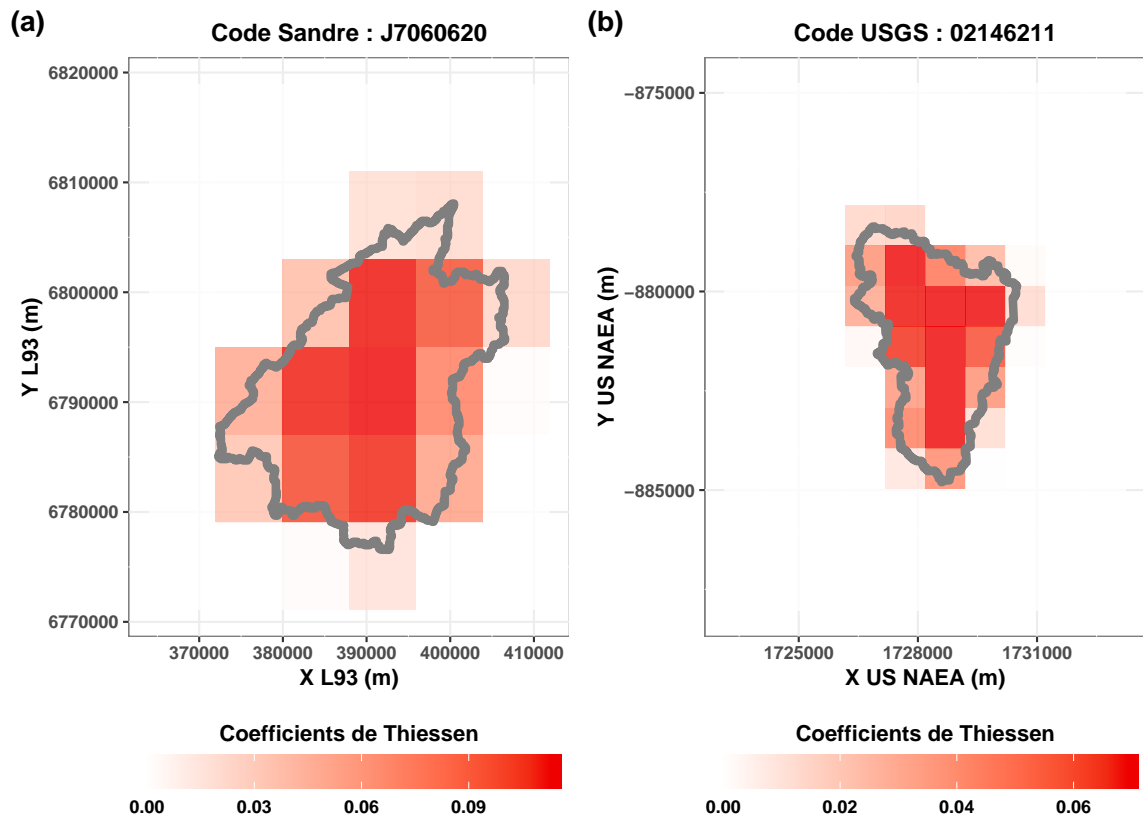 (a)
Code Sandre : J7060620
6820000
6810000
6800000
6790000
6780000
6770000
Y L93 (m)
370000 380000 390000 400000 410000
X L93 (m)
Coefficients de Thiessen
0.00 0.03 0.06 0.09
(b)
Code USGS : 02146211
−875000
−880000
−885000
Y US NAEA (m)
1725000 1728000 1731000
X US NAEA (m)
Coefficients de Thiessen
0.00 0.02 0.04 0.06